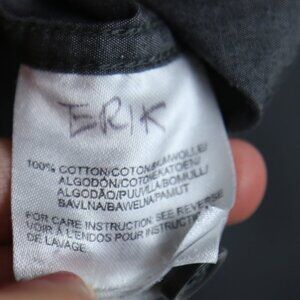 ERIK
100% COTTON/COTON/BAUMWOLLE/
ALGODÓN/COTONE/KATOEN/
ALGODÃO/PUUVILLA/BOMULL/
BAVLNA/BAWEŁNA/PAMUT
FOR CARE INSTRUCTION SEE REVERSE
VOIR À L'ENDOS POUR INSTRUCTION
DE LAVAGE.